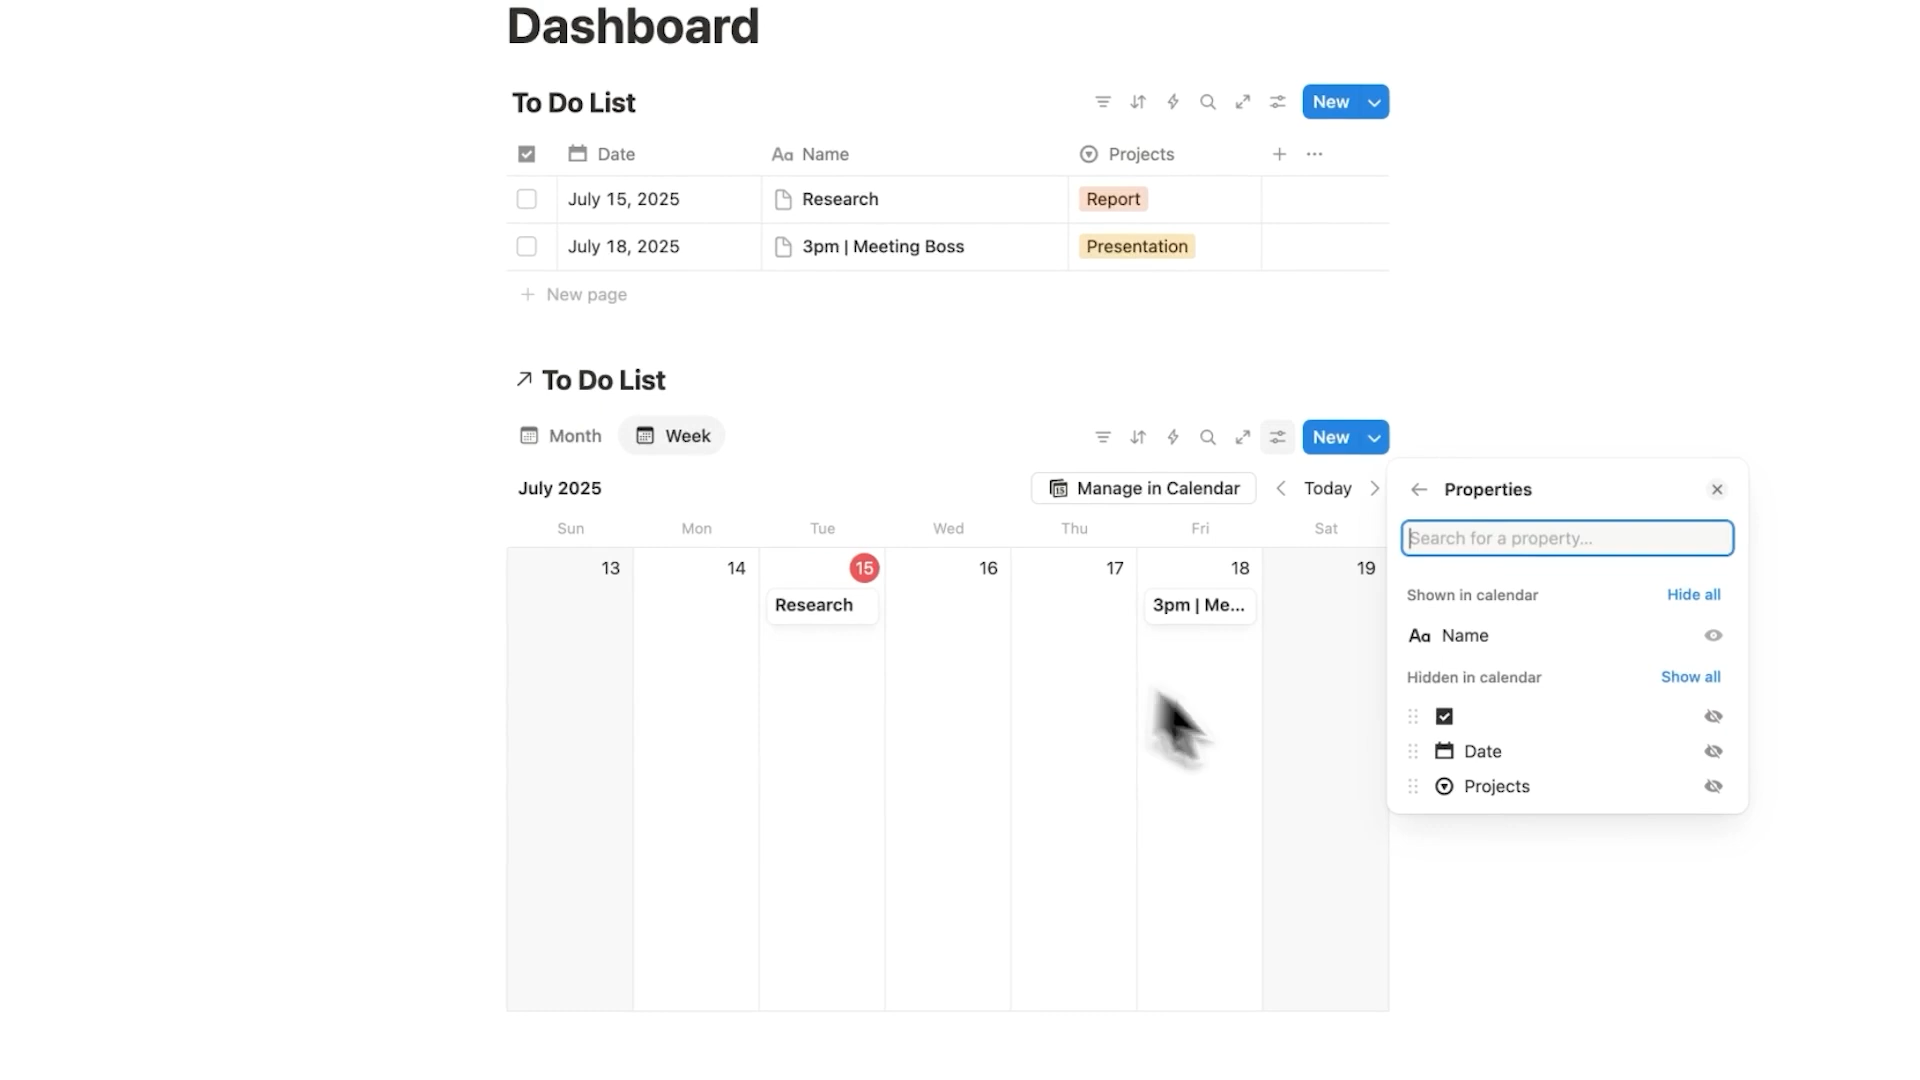 Dashboard
To Do List
New
Date
Aa Name
Projects
July 15, 2025
Research
Report
July 18, 2025
3pm | Meeting Boss
Presentation
New page
To Do List
Month
Week
New
July 2025
Manage in Calendar
Today
Sun
Mon
Tue
Wed
Thu
Fri
Sat
13
14
15
16
17
18
19
Research
3pm | Me...
Properties
Search for a property...
Shown in calendar
Hide all
Aa Name
Hidden in calendar
Show all
Date
Projects